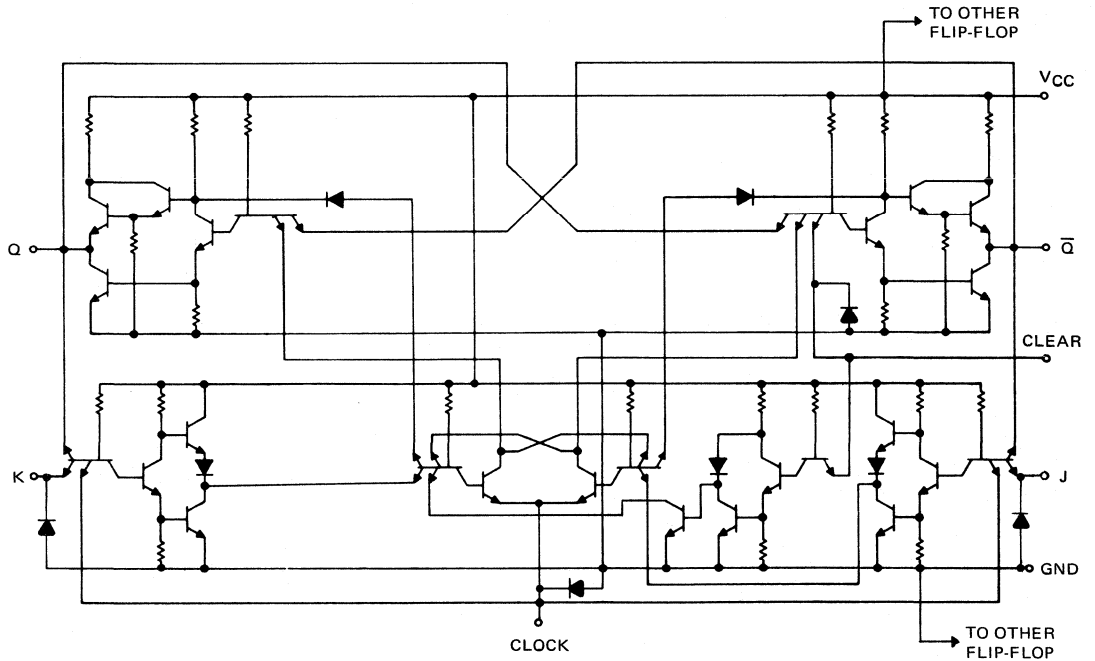 TO OTHER
FLIP-FLOP
VCC
Q
Q̅
CLEAR
K
J
GND
CLOCK
TO OTHER
FLIP-FLOP